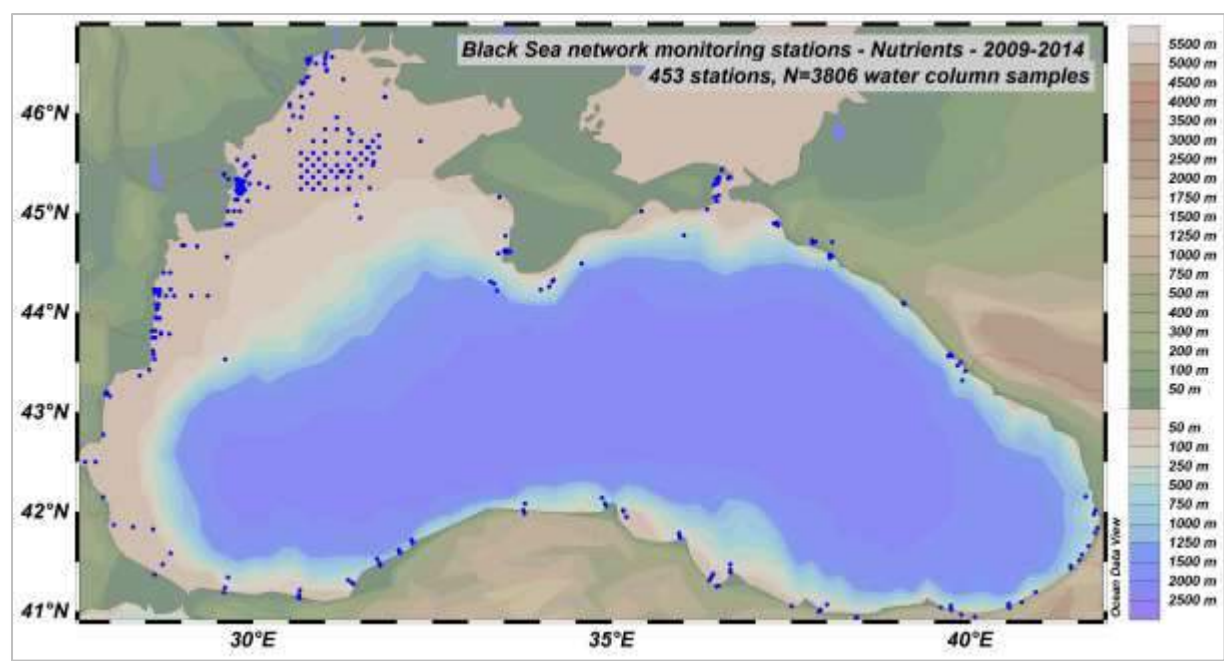 Black Sea network monitoring stations - Nutrients - 2009-2014
453 stations, N=3806 water column samples
46°N
45°N
44°N
43°N
42°N
41°N
30°E
35°E
40°E
Ocean Data View
5500 m
5000 m
4500 m
4000 m
3500 m
3000 m
2500 m
2000 m
1750 m
1500 m
1250 m
1000 m
750 m
500 m
400 m
300 m
200 m
100 m
50 m
50 m
100 m
250 m
500 m
750 m
1000 m
1250 m
1500 m
2000 m
2500 m